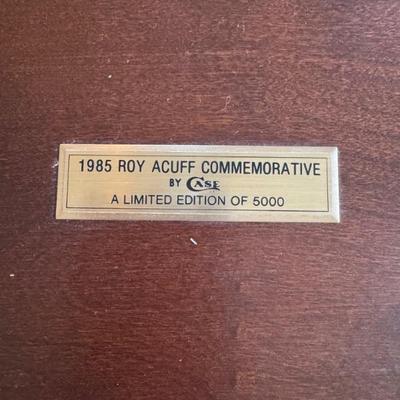 1985 ROY ACUFF COMMEMORATIVE
BY CASE
A LIMITED EDITION OF 5000